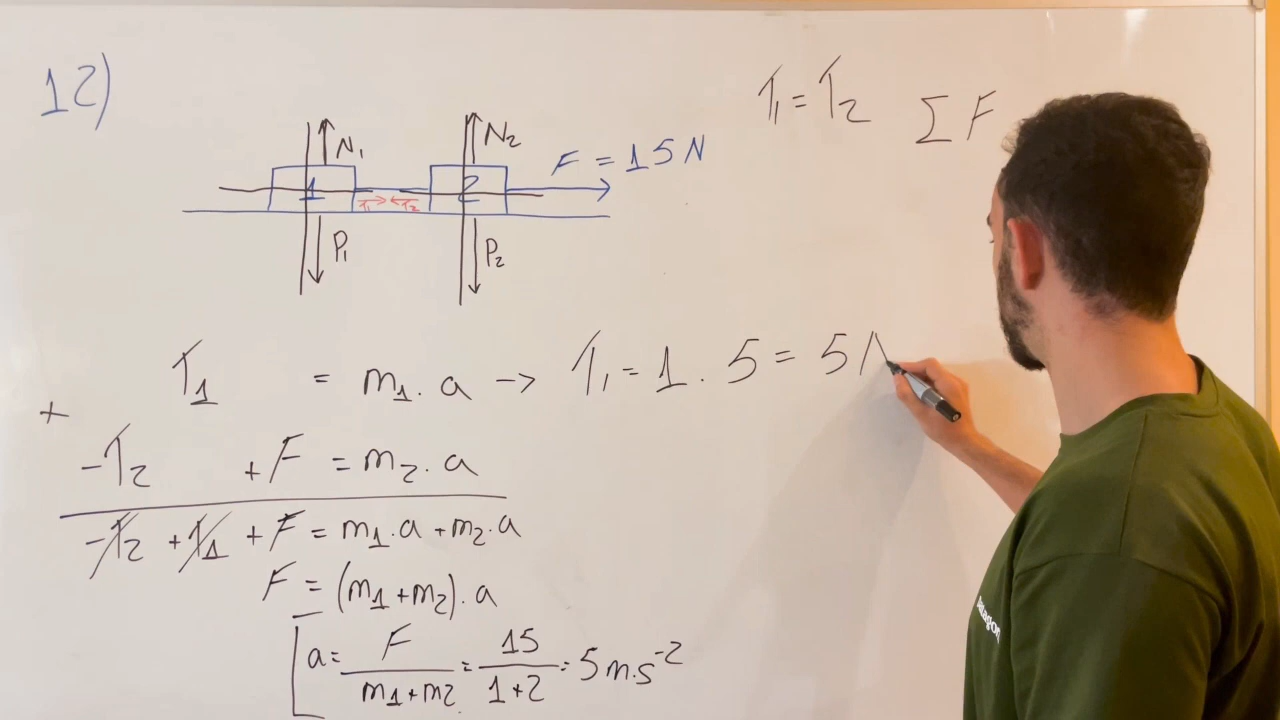 12)
T₁ = T₂
Σ F
N₁
N₂
F = 15 N
1
2
T₁
T₂
P₁
P₂
T₁ = m₁ . a → T₁ = 1 . 5 = 5
+
-T₂ + F = m₂ . a
-T₂ + T₁ + F = m₁ . a + m₂ . a
F = (m₁ + m₂) . a
a = F / m₁ + m₂ = 15 / 1 + 2 = 5 m.s⁻²